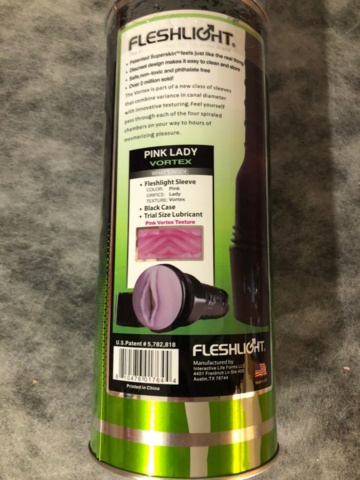 FLESHLIGHT®
• Patented Superskin™ feels just like the real thing
• Discreet design makes it easy to clean and store
• Safe, non-toxic and phthalate free
• Over 2 million sold!
The Vortex is part of a new class of sleeves
that combine variance in canal diameter
with innovative texturing. Feel yourself
pass through each of the four spiraled
chambers on your way to hours of
mesmerizing pleasure.
PINK LADY
VORTEX
• Fleshlight Sleeve
COLOR: Pink
ORIFICE: Lady
TEXTURE: Vortex
• Black Case
• Trial Size Lubricant
Pink Vortex Texture
U.S. Patent # 5,782,818
Printed in China
FLESHLIGHT®
Manufactured by
Interactive Life Forms LLC
4401 Freidrich Ln Ste
Austin, TX 78744